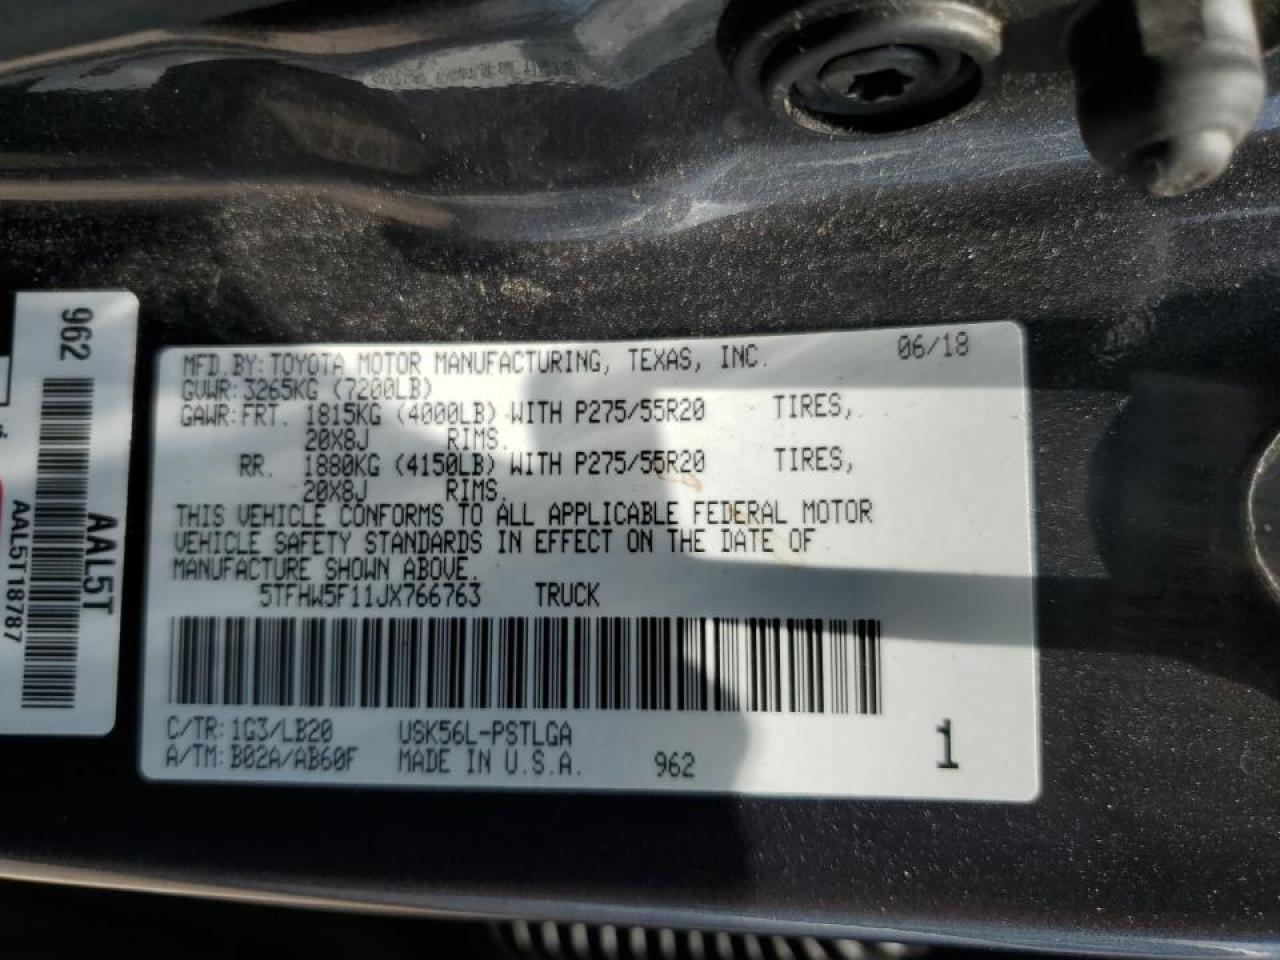 MFD.BY:TOYOTA MOTOR MANUFACTURING, TEXAS, INC. 06/18
GVWR:3265KG (7200LB)
GAWR:FRT. 1815KG (4000LB) WITH P275/55R20 TIRES,
20X8J RIMS.
RR. 1880KG (4150LB) WITH P275/55R20 TIRES,
20X8J RIMS.
THIS VEHICLE CONFORMS TO ALL APPLICABLE FEDERAL MOTOR
VEHICLE SAFETY STANDARDS IN EFFECT ON THE DATE OF
MANUFACTURE SHOWN ABOVE.
5TFHW5F11JX766763 TRUCK
C/TR:1G3/LB20 USK56L-PSTLGA
A/TM:B02A/AB60F MADE IN U.S.A. 962 1
962
AAL5T
AAL5T18787